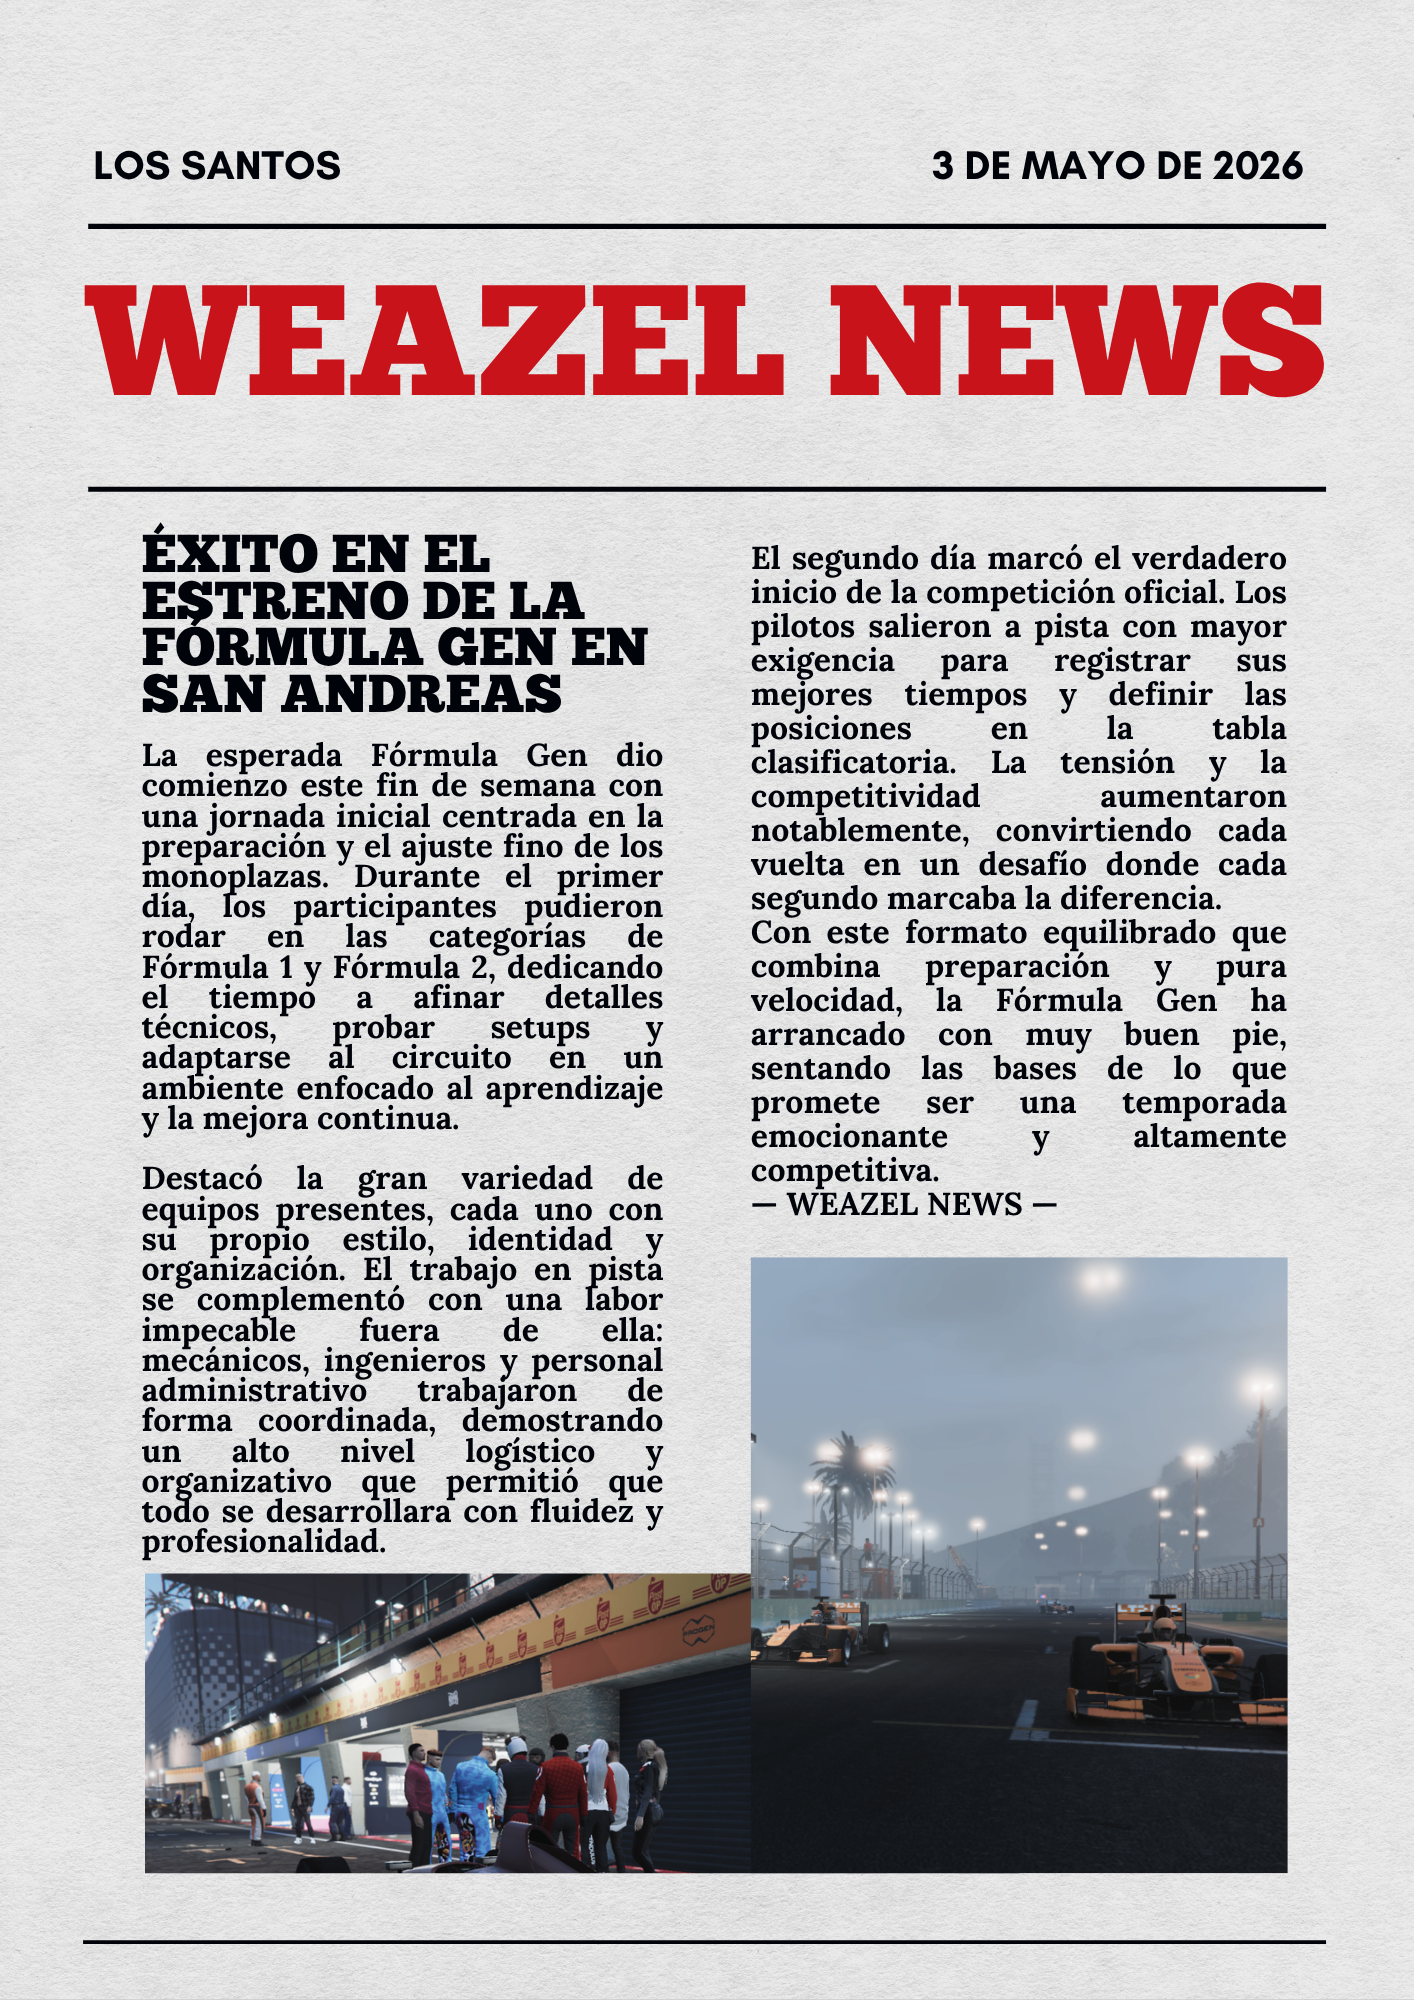 LOS SANTOS
3 DE MAYO DE 2026
WEAZEL NEWS
ÉXITO EN EL
ESTRENO DE LA
FÓRMULA GEN EN
SAN ANDREAS
La esperada Fórmula Gen dio
comienzo este fin de semana con
una jornada inicial centrada en la
preparación y el ajuste fino de los
monoplazas. Durante el primer
día, los participantes pudieron
rodar en las categorías de
Fórmula 1 y Fórmula 2, dedicando
el tiempo a afinar detalles
técnicos, probar setups y
adaptarse al circuito en un
ambiente enfocado al aprendizaje
y la mejora continua.
Destacó la gran variedad de
equipos presentes, cada uno con
su propio estilo, identidad y
organización. El trabajo en pista
se complementó con una labor
impecable fuera de ella:
mecánicos, ingenieros y personal
administrativo trabajaron de
forma coordinada, demostrando
un alto nivel logístico y
organizativo que permitió que
todo se desarrollara con fluidez y
profesionalidad.
El segundo día marcó el verdadero
inicio de la competición oficial. Los
pilotos salieron a pista con mayor
exigencia para registrar sus
mejores tiempos y definir las
posiciones en la tabla
clasificatoria. La tensión y la
competitividad aumentaron
notablemente, convirtiendo cada
vuelta en un desafío donde cada
segundo marcaba la diferencia.
Con este formato equilibrado que
combina preparación y pura
velocidad, la Fórmula Gen ha
arrancado con muy buen pie,
sentando las bases de lo que
promete ser una temporada
emocionante y altamente
competitiva.
— WEAZEL NEWS —